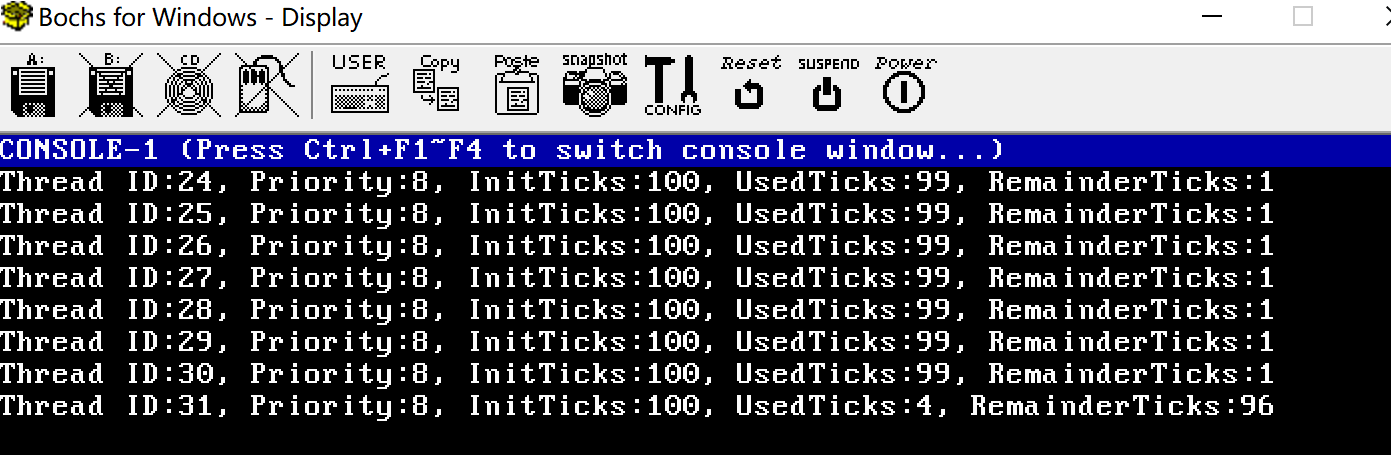 Bochs for Windows - Display
A: B: CD USER Copy Paste snapshot CONFIG Reset SUSPEND Power
CONSOLE-1 (Press Ctrl+F1~F4 to switch console window...)
Thread ID:24, Priority:8, InitTicks:100, UsedTicks:99, RemainderTicks:1
Thread ID:25, Priority:8, InitTicks:100, UsedTicks:99, RemainderTicks:1
Thread ID:26, Priority:8, InitTicks:100, UsedTicks:99, RemainderTicks:1
Thread ID:27, Priority:8, InitTicks:100, UsedTicks:99, RemainderTicks:1
Thread ID:28, Priority:8, InitTicks:100, UsedTicks:99, RemainderTicks:1
Thread ID:29, Priority:8, InitTicks:100, UsedTicks:99, RemainderTicks:1
Thread ID:30, Priority:8, InitTicks:100, UsedTicks:99, RemainderTicks:1
Thread ID:31, Priority:8, InitTicks:100, UsedTicks:4, RemainderTicks:96